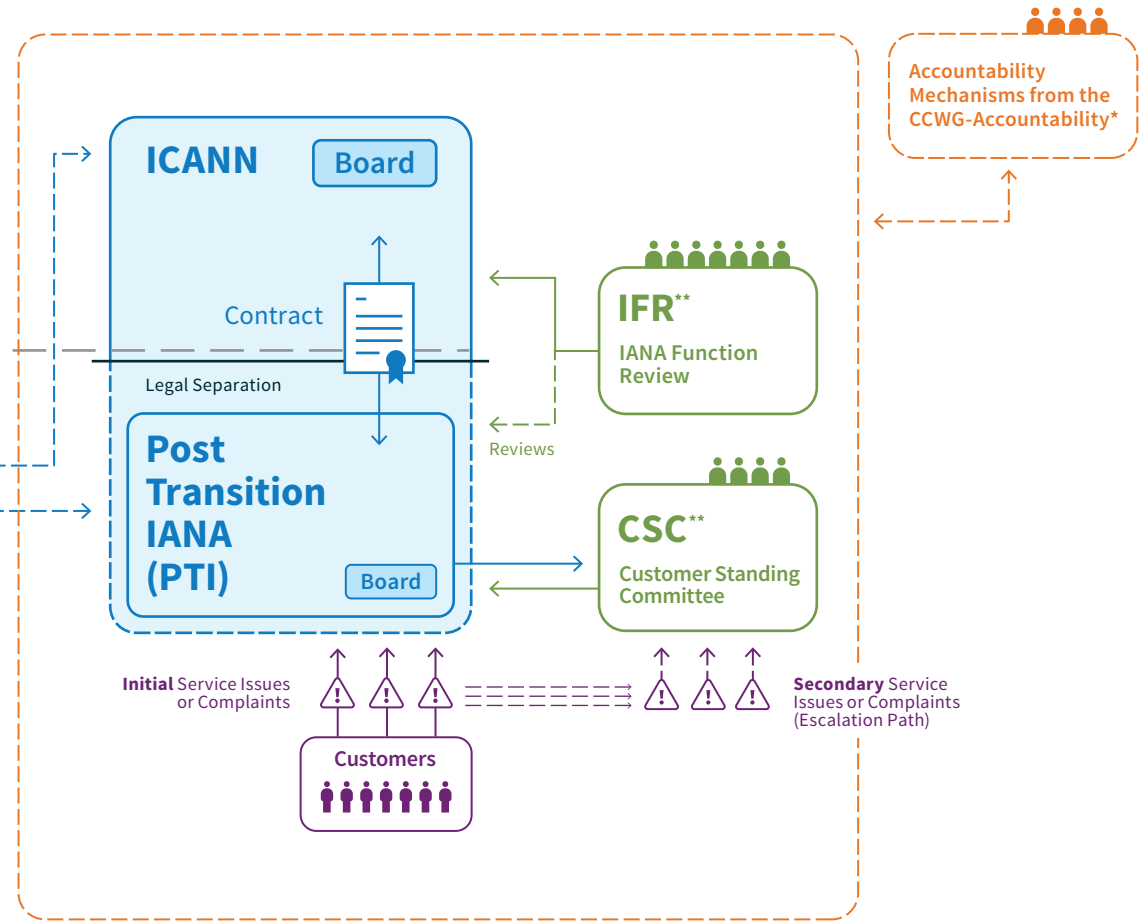 Accountability
Mechanisms from the
CCWG-Accountability*
ICANN
Board
Contract
Legal Separation
IFR**
IANA Function
Review
Reviews
Post
Transition
IANA
(PTI)
Board
CSC**
Customer Standing
Committee
Initial Service Issues
or Complaints
Secondary Service
Issues or Complaints
(Escalation Path)
Customers